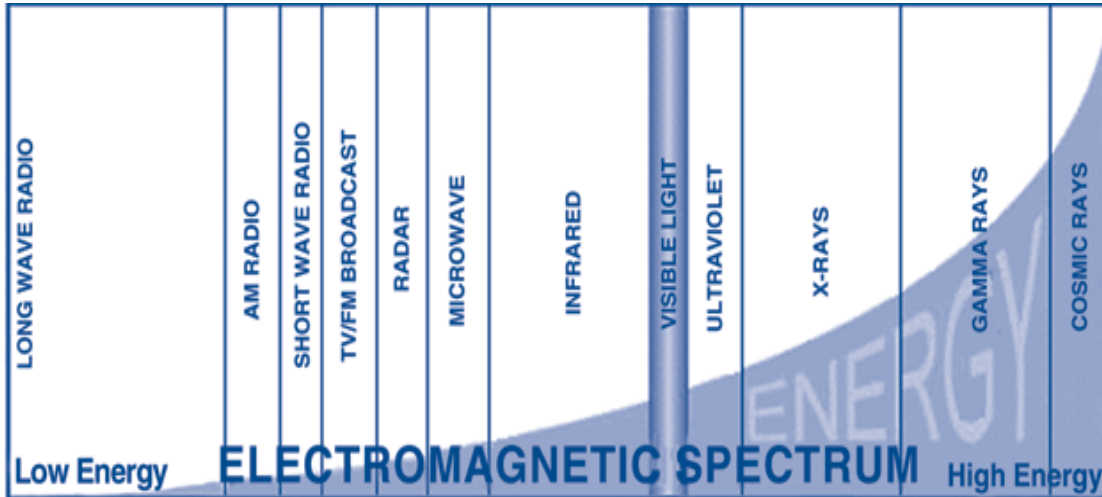 LONG WAVE RADIO
AM RADIO
SHORT WAVE RADIO
TV/FM BROADCAST
RADAR
MICROWAVE
INFRARED
VISIBLE LIGHT
ULTRAVIOLET
X-RAYS
GAMMA RAYS
COSMIC RAYS
ENERGY
Low Energy
ELECTROMAGNETIC SPECTRUM
High Energy